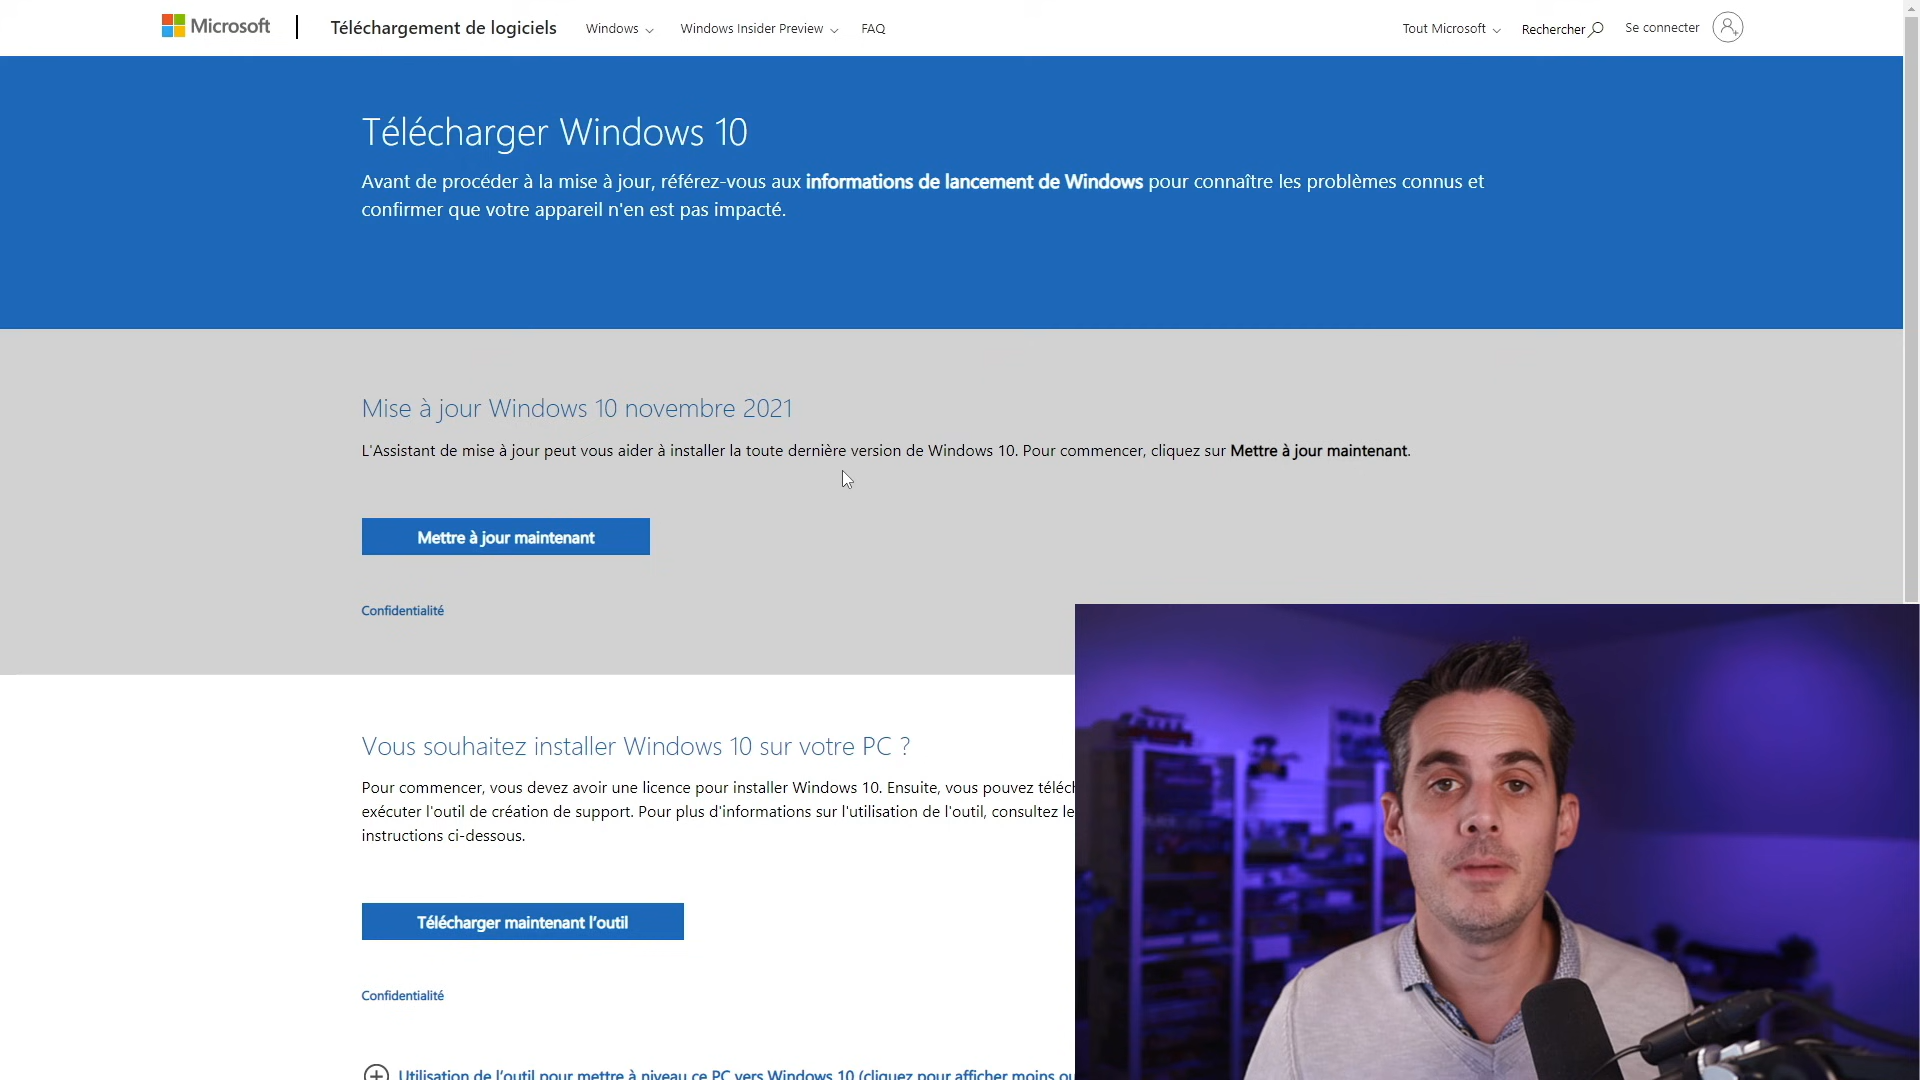 Microsoft
Téléchargement de logiciels
Windows
Windows Insider Preview
FAQ
Tout Microsoft
Rechercher
Se connecter
Télécharger Windows 10
Avant de procéder à la mise à jour, référez-vous aux informations de lancement de Windows pour connaître les problèmes connus et
confirmer que votre appareil n'en est pas impacté.
Mise à jour Windows 10 novembre 2021
L'Assistant de mise à jour peut vous aider à installer la toute dernière version de Windows 10. Pour commencer, cliquez sur Mettre à jour maintenant.
Mettre à jour maintenant
Confidentialité
Vous souhaitez installer Windows 10 sur votre PC ?
Pour commencer, vous devez avoir une licence pour installer Windows 10. Ensuite, vous pouvez téléch
exécuter l'outil de création de support. Pour plus d'informations sur l'utilisation de l'outil, consultez le
instructions ci-dessous.
Télécharger maintenant l’outil
Confidentialité
Utilisation de l’outil pour mettre à niveau ce PC vers Windows 10 (cliquez pour afficher moins ou